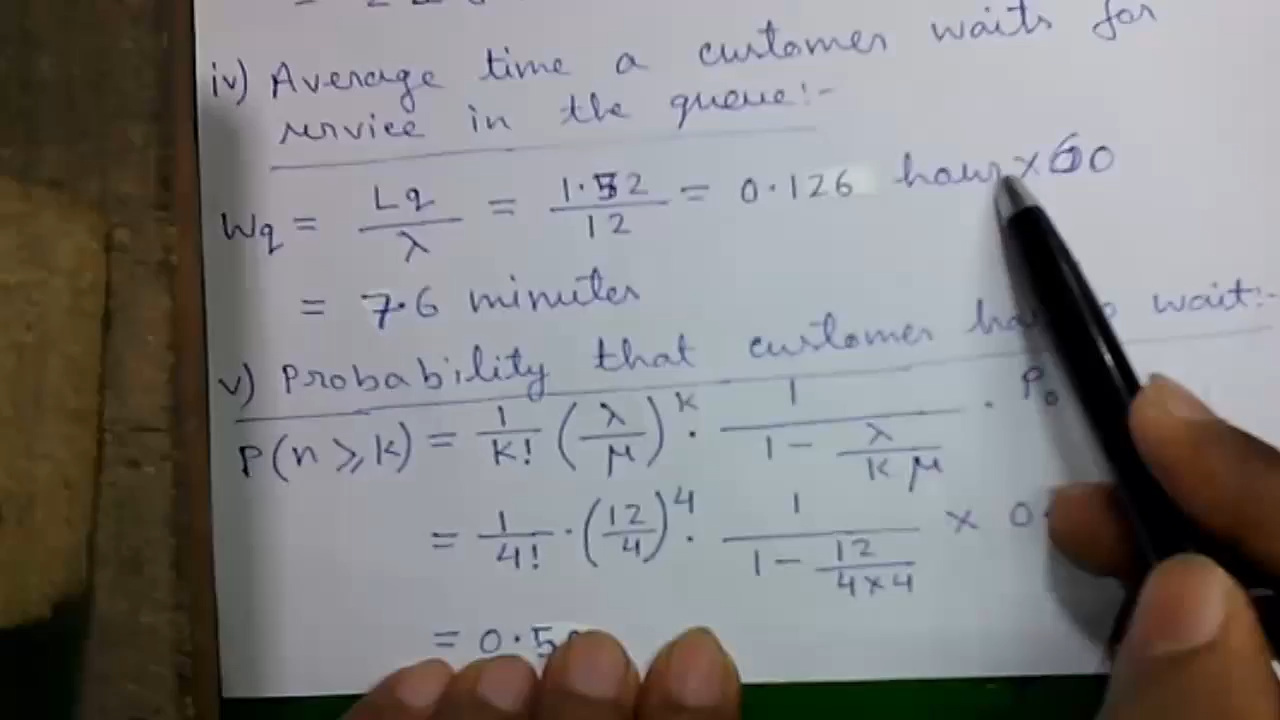 iv) Average time a customer waits for
service in the queue:-
Wq = Lq/λ = 1.52/12 = 0.126 hour × 60
= 7.6 minutes
v) Probability that customer wait:-
P(n ≥ k) = 1/k! (λ/μ)^k · 1/(1 - λ/kμ) · P₀
= 1/4! · (12/4)^4 · 1/(1 - 12/(4×4)) × 0
= 0.5